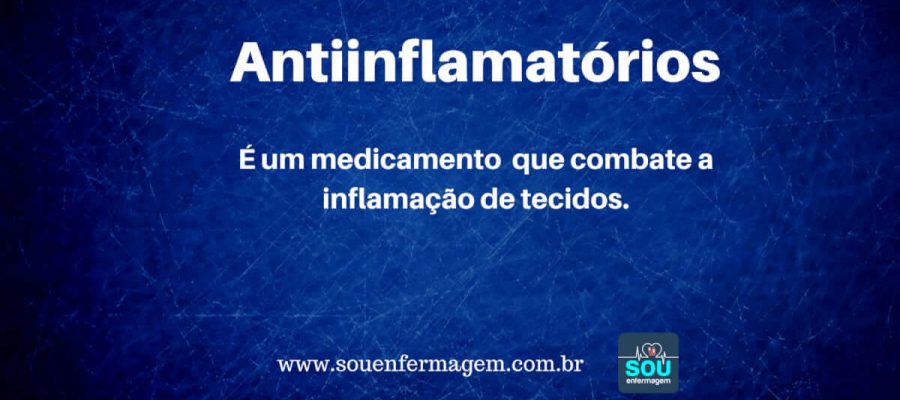 Antiinflamatórios
É um medicamento que combate a
inflamação de tecidos.
www.souenfermagem.com.br
SOU
enfermagem